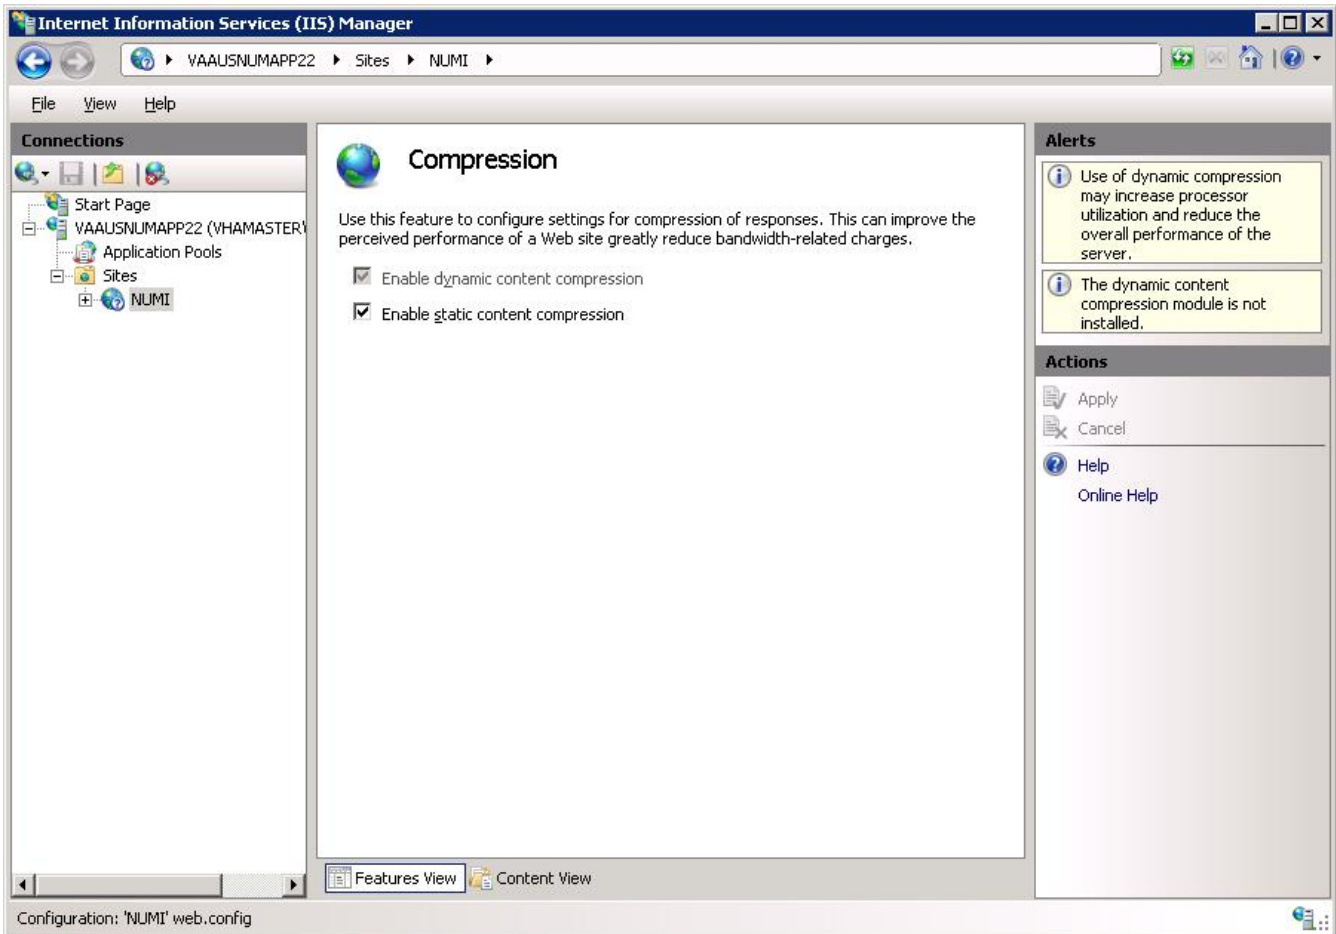 Internet Information Services (IIS) Manager
VAAUSNUMAPP22 Sites NUMI
File View Help
Connections
Start Page
VAAUSNUMAPP22 (VHAMASTER\
Application Pools
Sites
NUMI
Compression
Use this feature to configure settings for compression of responses. This can improve the
perceived performance of a Web site greatly reduce bandwidth-related charges.
Enable dynamic content compression
Enable static content compression
Features View Content View
Alerts
Use of dynamic compression
may increase processor
utilization and reduce the
overall performance of the
server.
The dynamic content
compression module is not
installed.
Actions
Apply
Cancel
Help
Online Help
Configuration: 'NUMI' web.config